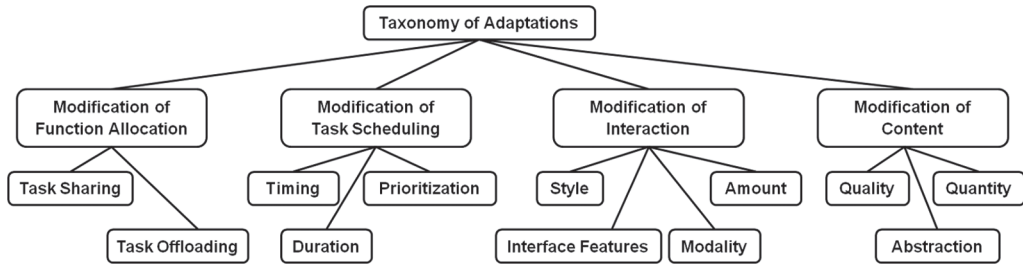 Taxonomy of Adaptations
Modification of
Function Allocation
Modification of
Task Scheduling
Modification of
Interaction
Modification of
Content
Task Sharing
Timing
Prioritization
Style
Amount
Quality
Quantity
Task Offloading
Duration
Interface Features
Modality
Abstraction